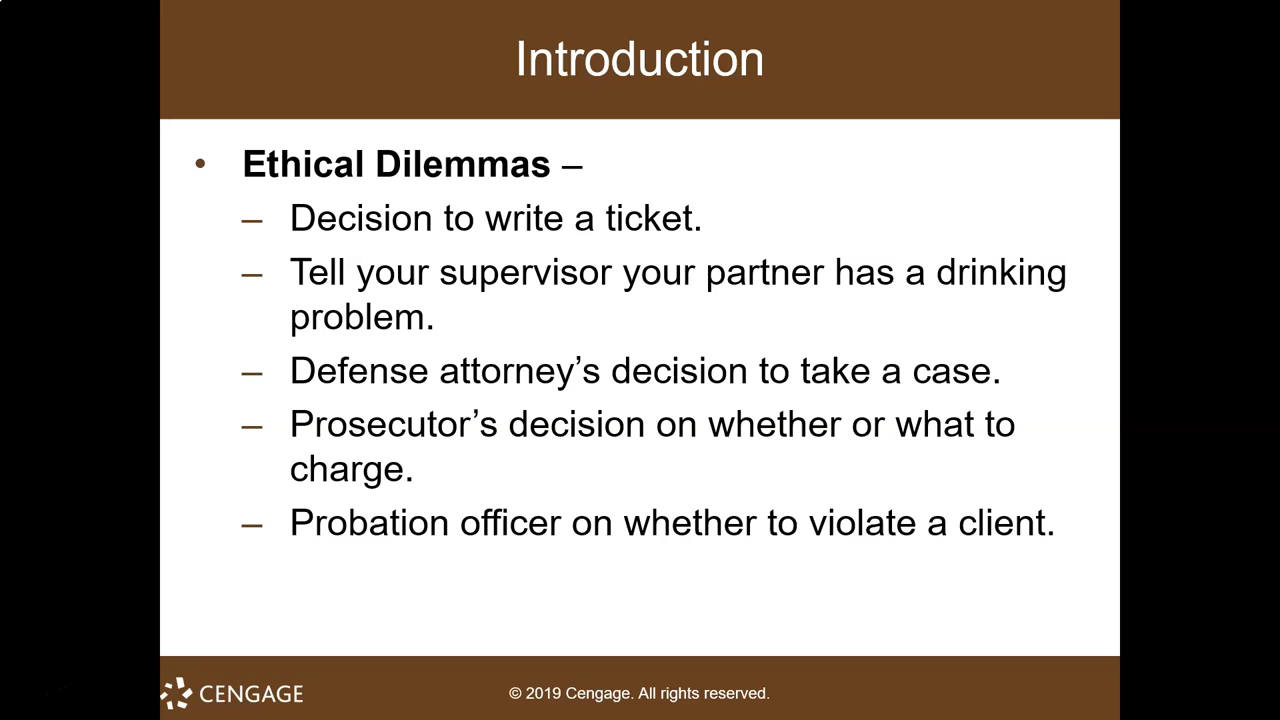 Introduction
• Ethical Dilemmas –
– Decision to write a ticket.
– Tell your supervisor your partner has a drinking
problem.
– Defense attorney’s decision to take a case.
– Prosecutor’s decision on whether or what to
charge.
– Probation officer on whether to violate a client.
CENGAGE
© 2019 Cengage. All rights reserved.